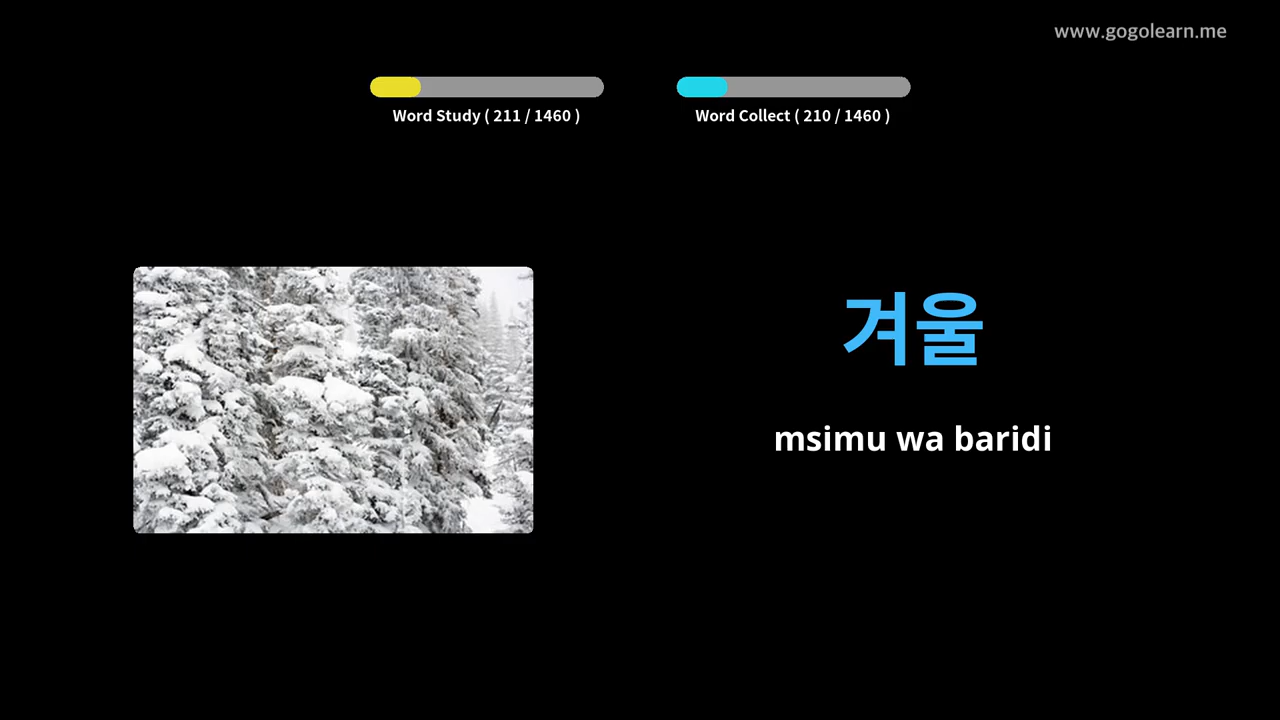 www.gogolearn.me
Word Study ( 211 / 1460 )
Word Collect ( 210 / 1460 )
겨울
msimu wa baridi